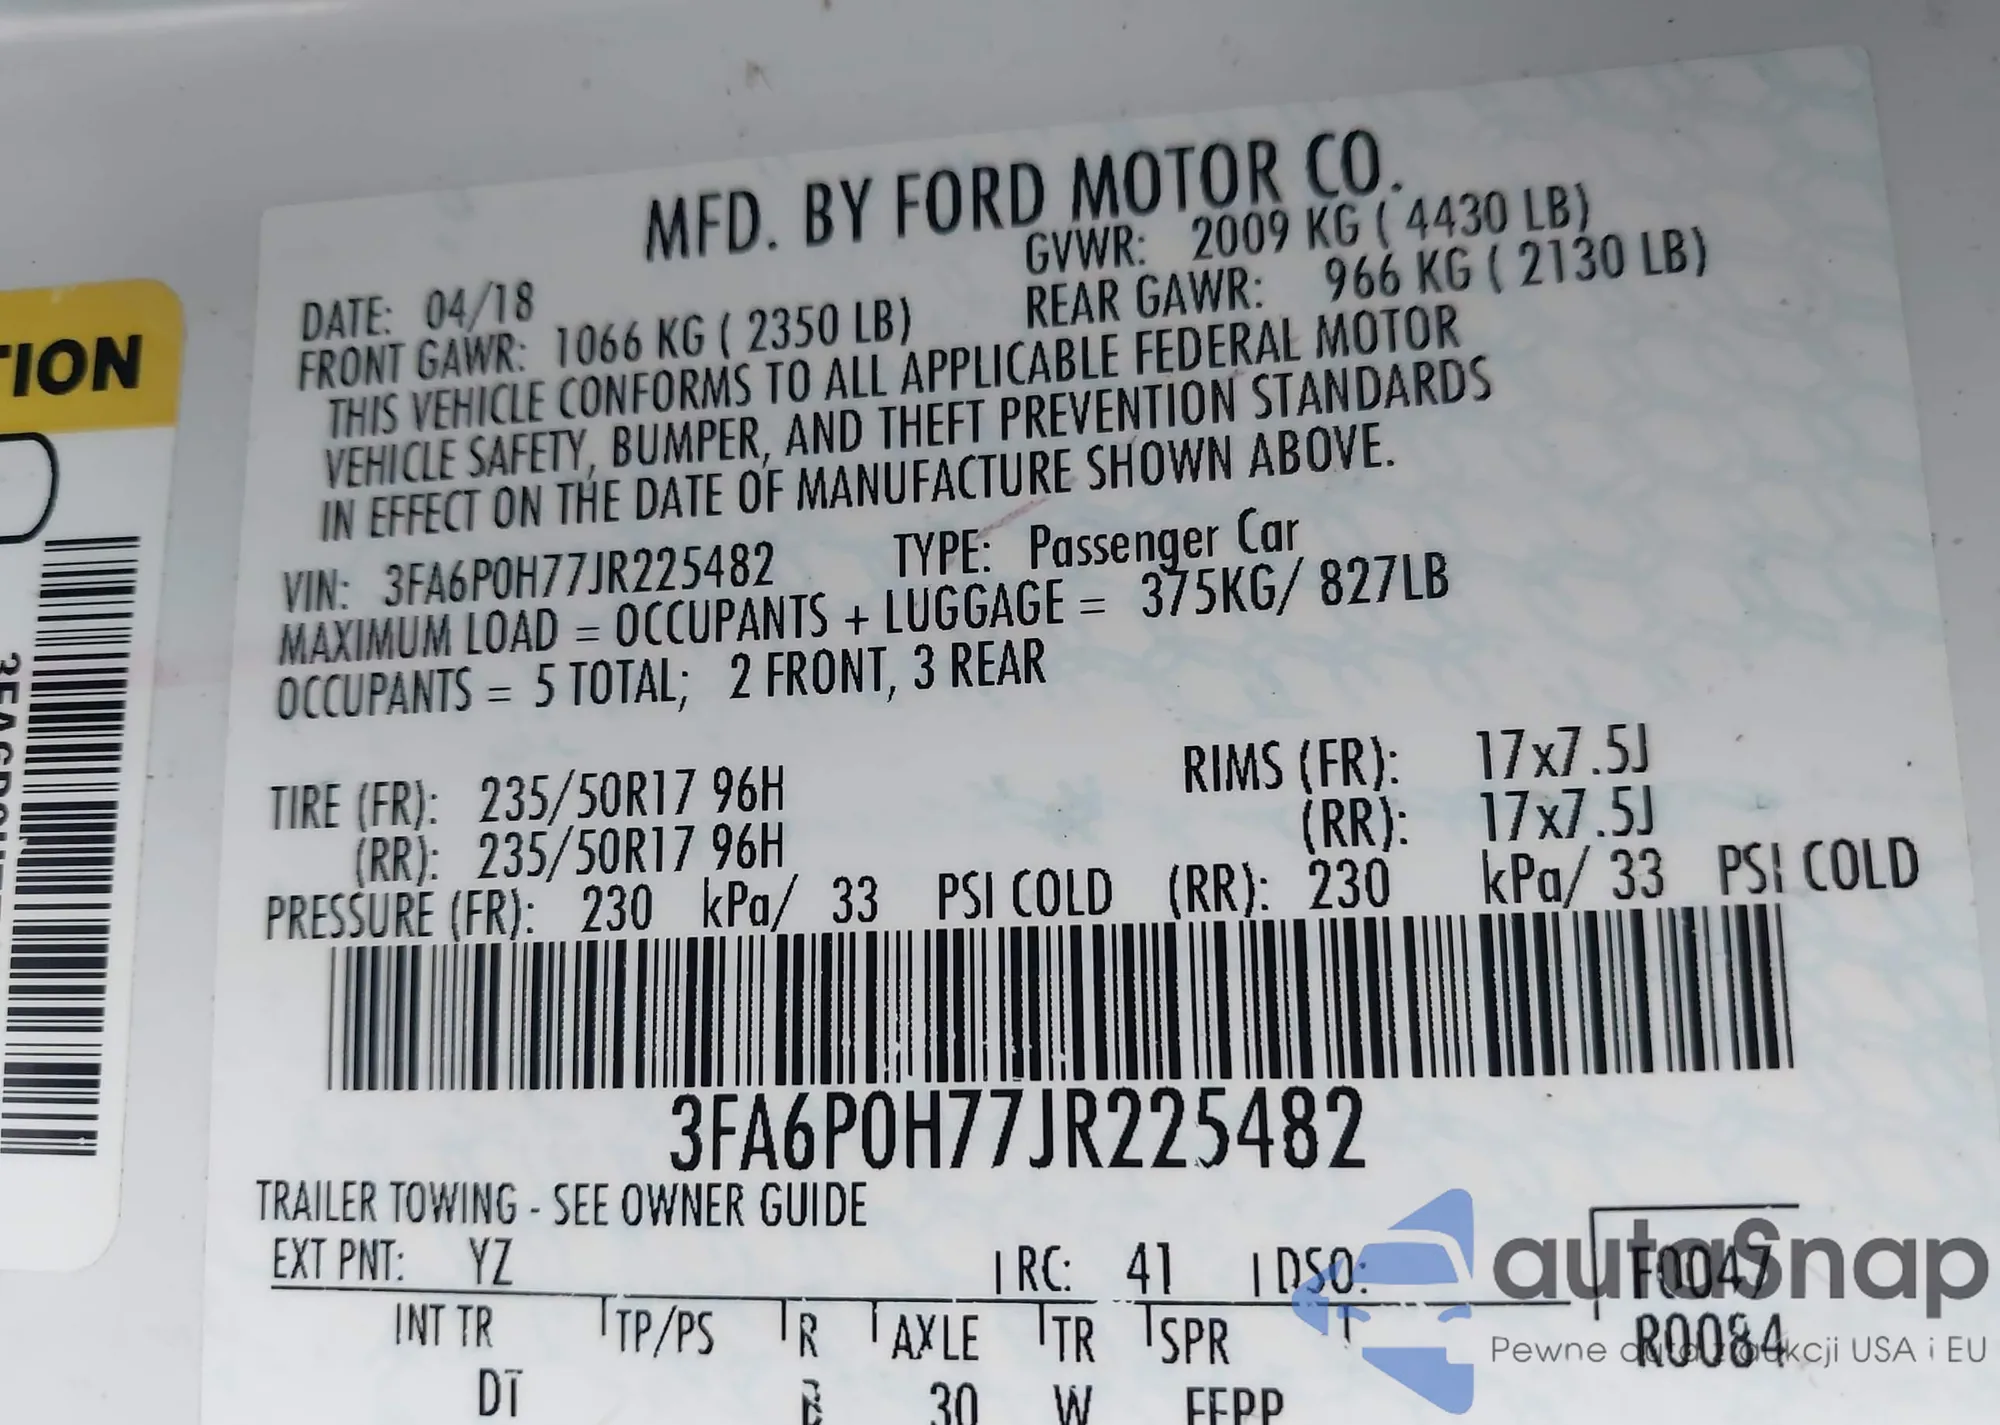 MFD. BY FORD MOTOR CO.
DATE: 04/18 GVWR: 2009 KG ( 4430 LB)
FRONT GAWR: 1066 KG ( 2350 LB) REAR GAWR: 966 KG ( 2130 LB)
THIS VEHICLE CONFORMS TO ALL APPLICABLE FEDERAL MOTOR
VEHICLE SAFETY, BUMPER, AND THEFT PREVENTION STANDARDS
IN EFFECT ON THE DATE OF MANUFACTURE SHOWN ABOVE.
VIN: 3FA6P0H77JR225482 TYPE: Passenger Car
MAXIMUM LOAD = OCCUPANTS + LUGGAGE = 375KG/ 827LB
OCCUPANTS = 5 TOTAL; 2 FRONT, 3 REAR
TIRE (FR): 235/50R17 96H RIMS (FR): 17x7.5J
(RR): 235/50R17 96H (RR): 17x7.5J
PRESSURE (FR): 230 kPa/ 33 PSI COLD (RR): 230 kPa/ 33 PSI COLD
3FA6P0H77JR225482
TRAILER TOWING - SEE OWNER GUIDE
EXT PNT: YZ RC: 41 DSO: F0047
R0084
INT TR TP/PS R AXLE TR SPR
DT 30 W
TION
autaSnap
Pewne auta z aukcji USA i EU